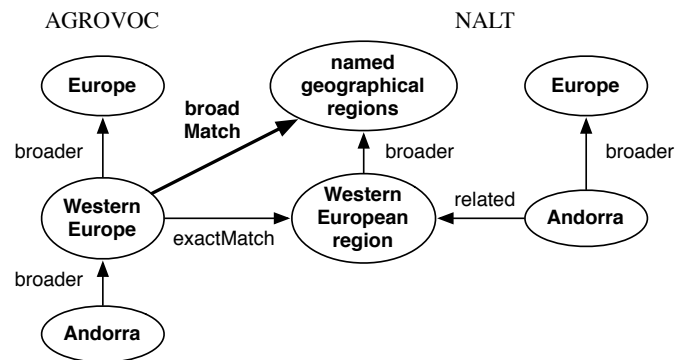 AGROVOC
NALT
Europe
named
geographical
regions
Europe
broad
Match
broader
broader
broader
Western
Europe
exactMatch
Western
European
region
related
Andorra
broader
Andorra